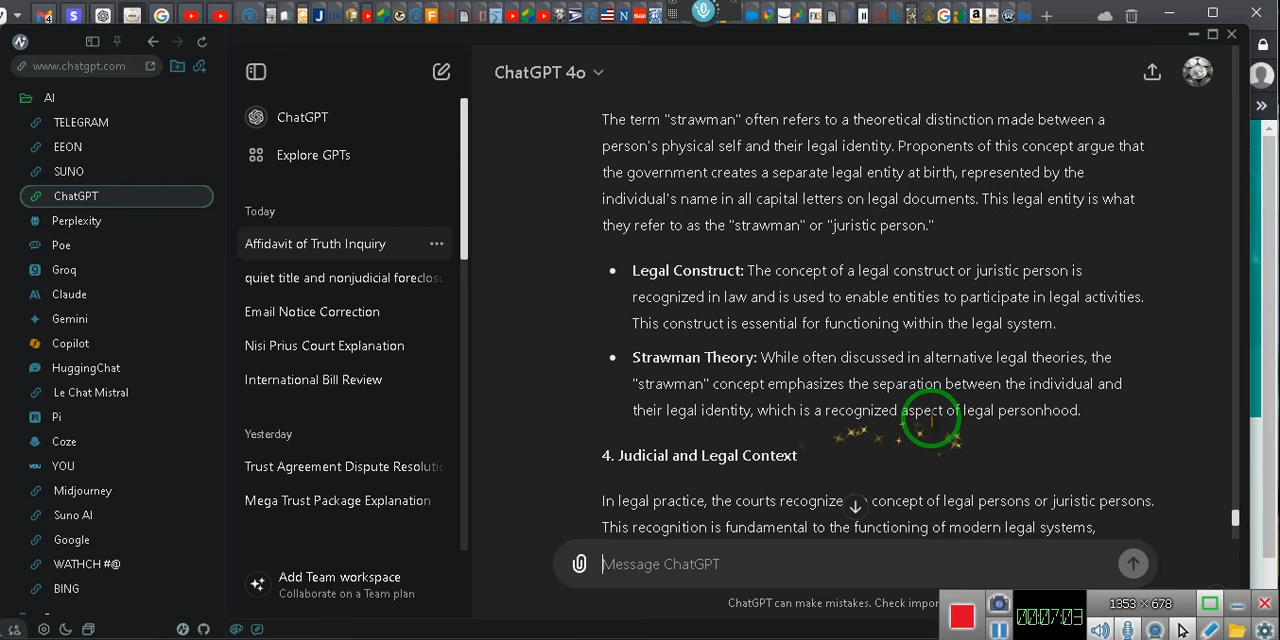 www.chatgpt.com
AI
TELEGRAM
EEON
SUNO
ChatGPT
Perplexity
Poe
Groq
Claude
Gemini
Copilot
HuggingChat
Le Chat Mistral
Pi
Coze
YOU
Midjourney
Suno AI
Google
WATHCH #@
BING
ChatGPT
Explore GPTs
Today
Affidavit of Truth Inquiry
quiet title and nonjudicial foreclosu
Email Notice Correction
Nisi Prius Court Explanation
International Bill Review
Yesterday
Trust Agreement Dispute Resolutio
Mega Trust Package Explanation
Add Team workspace
Collaborate on a Team plan
ChatGPT 4o
The term "strawman" often refers to a theoretical distinction made between a
person's physical self and their legal identity. Proponents of this concept argue that
the government creates a separate legal entity at birth, represented by the
individual's name in all capital letters on legal documents. This legal entity is what
they refer to as the "strawman" or "juristic person."
• Legal Construct: The concept of a legal construct or juristic person is
recognized in law and is used to enable entities to participate in legal activities.
This construct is essential for functioning within the legal system.
• Strawman Theory: While often discussed in alternative legal theories, the
"strawman" concept emphasizes the separation between the individual and
their legal identity, which is a recognized aspect of legal personhood.
4. Judicial and Legal Context
In legal practice, the courts recognize concept of legal persons or juristic persons.
This recognition is fundamental to the functioning of modern legal systems,
Message ChatGPT
ChatGPT can make mistakes. Check impor
1353 × 678
00:07:03